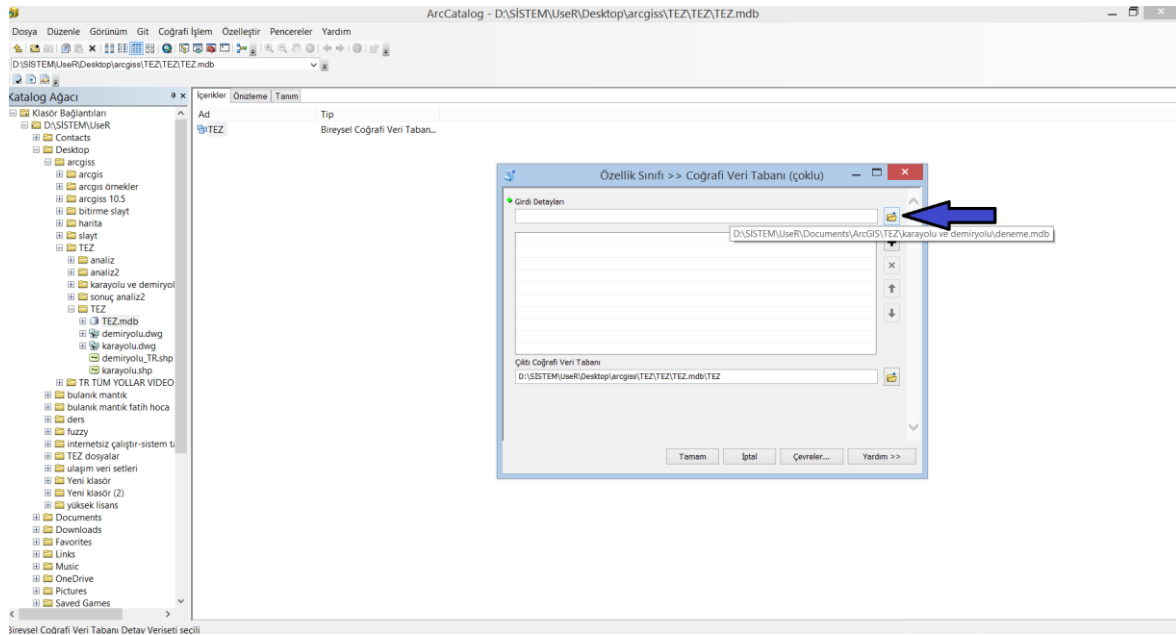 ArcCatalog - D:\SİSTEM\UseR\Desktop\arcgiss\TEZ\TEZ\TEZ.mdb
Dosya Düzenle Görünüm Git Coğrafi İşlem Özelleştir Pencereler Yardım
D:\SİSTEM\UseR\Desktop\arcgiss\TEZ\TEZ\TEZ.mdb
Katalog Ağacı
İçerikler Önizleme Tanım
Klasör Bağlantıları
D:\SİSTEM\UseR
Contacts
Desktop
arcgiss
arcgis
arcgıs örnekler
arcgiss 10.5
bitirme slayt
harita
slayt
TEZ
analiz
analiz2
karayolu ve demiryol
sonuç analiz2
TEZ
TEZ.mdb
demiryolu.dwg
karayolu.dwg
demiryolu_TR.shp
karayolu.shp
TR TÜM YOLLAR VİDEO
bulanık mantık
bulanık mantık fatih hoca
ders
fuzzy
internetsiz çalıştır-sistem ta
TEZ dosyalar
ulaşım veri setleri
Yeni klasör
Yeni klasör (2)
yüksek lisans
Documents
Downloads
Favorites
Links
Music
OneDrive
Pictures
Saved Games
Ad Tip
TEZ Bireysel Coğrafi Veri Taban...
Özellik Sınıfı >> Coğrafi Veri Tabanı (çoklu)
Girdi Detayları
D:\SİSTEM\UseR\Documents\ArcGIS\TEZ\karayolu ve demiryolu\deneme.mdb
Çıktı Coğrafi Veri Tabanı
D:\SİSTEM\UseR\Desktop\arcgiss\TEZ\TEZ\TEZ.mdb\TEZ
Tamam İptal Çevreler... Yardım >>
Bireysel Coğrafi Veri Tabanı Detay Veriseti seçili